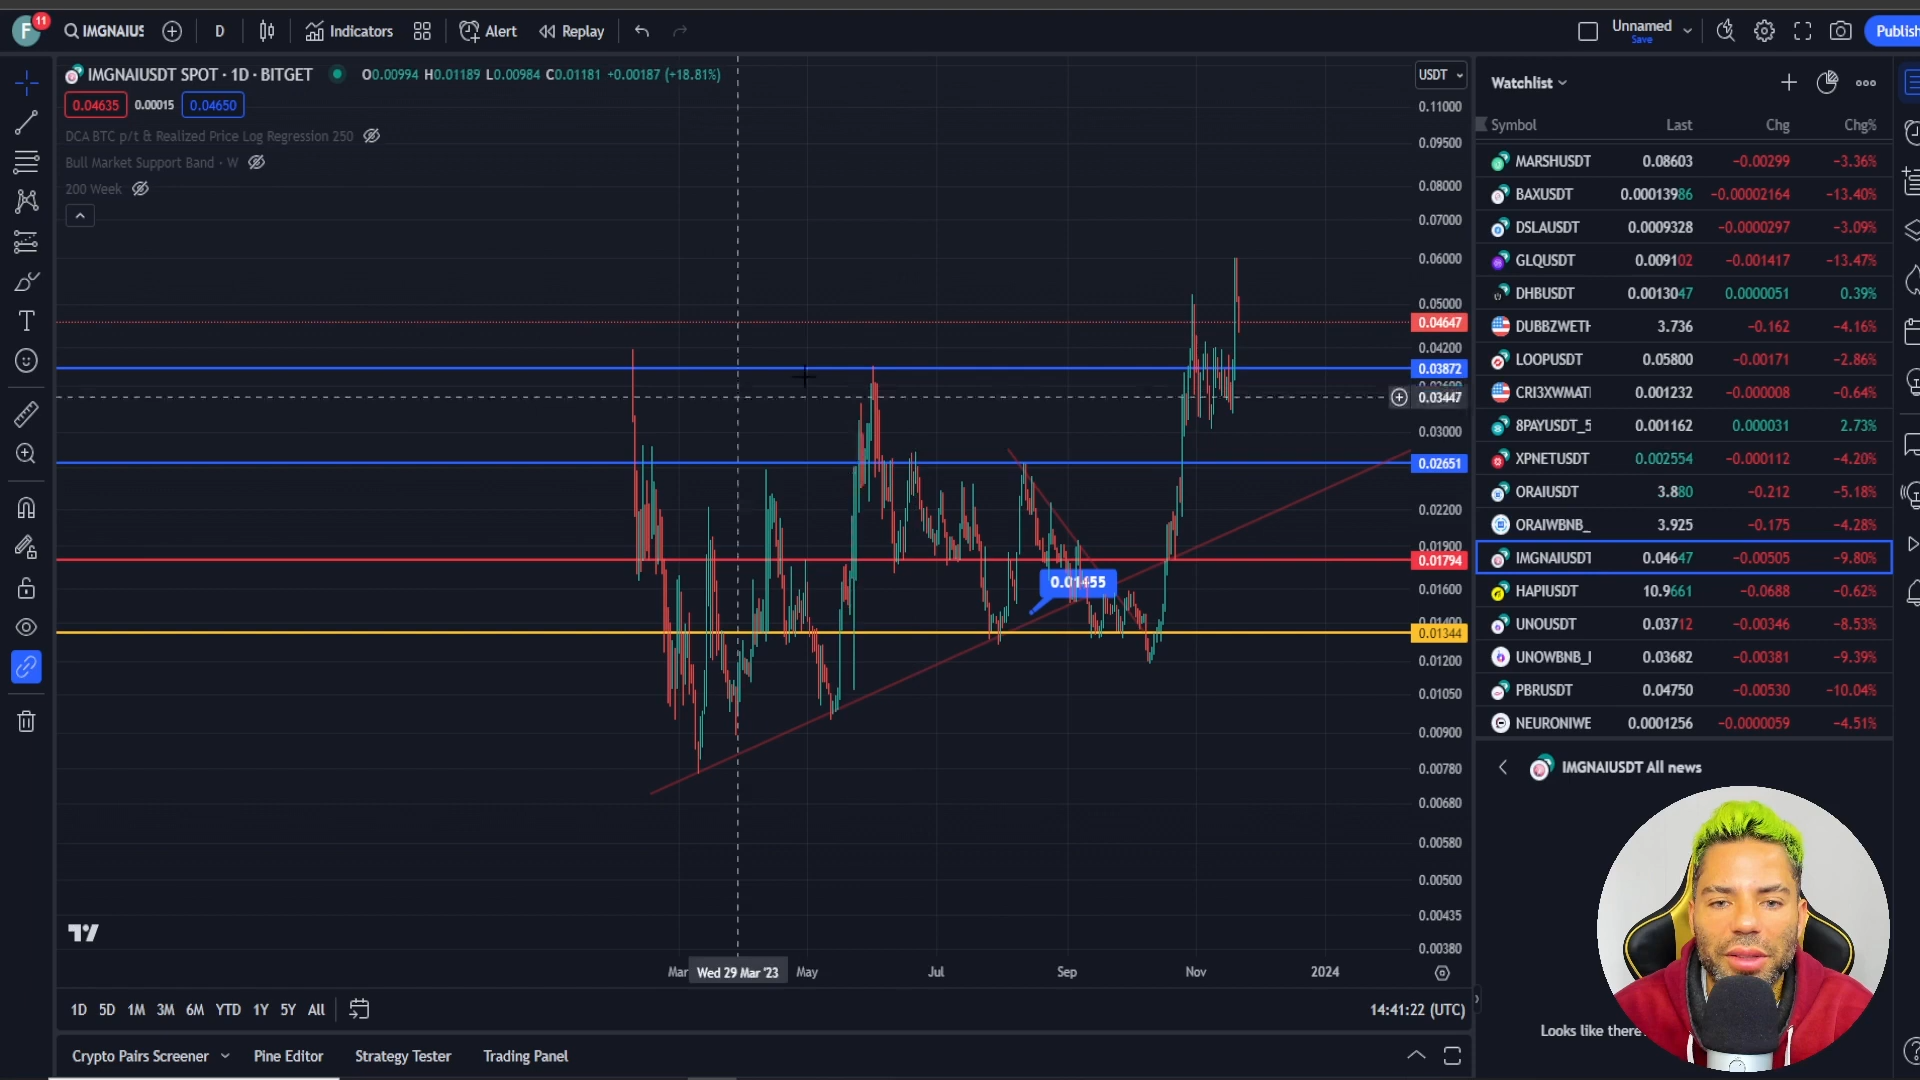 F 11 IMGNAIUS D Indicators Alert Replay Unnamed Save Publish
IMGNAIUSDT SPOT · 1D · BITGET O0.00994 H0.01189 L0.00984 C0.01181 +0.00187 (+18.81%) USDT
0.04635 0.00015 0.04650
DCA BTC p/t & Realized Price Log Regression 250
Bull Market Support Band · W
200 Week
0.11000
0.09500
0.08000
0.07000
0.06000
0.05000
0.04647
0.04200
0.03872
0.03447
0.03000
0.02651
0.02200
0.01900
0.01794
0.01600
0.01455
0.01400
0.01344
0.01200
0.01050
0.00900
0.00780
0.00680
0.00580
0.00500
0.00435
0.00380
Mar Wed 29 Mar '23 May Jul Sep Nov 2024
1D 5D 1M 3M 6M YTD 1Y 5Y All 14:41:22 (UTC)
Crypto Pairs Screener Pine Editor Strategy Tester Trading Panel
Watchlist
Symbol Last Chg Chg%
MARSHUSDT 0.08603 −0.00299 −3.36%
BAXUSDT 0.00013986 −0.00002164 −13.40%
DSLAUSDT 0.0009328 −0.0000297 −3.09%
GLQUSDT 0.009102 −0.001417 −13.47%
DHBUSDT 0.0013047 0.0000051 0.39%
DUBBZWETH 3.736 −0.162 −4.16%
LOOPUSDT 0.05800 −0.00171 −2.86%
CRI3XWMATI 0.001232 −0.000008 −0.64%
8PAYUSDT_5 0.001162 0.000031 2.73%
XPNETUSDT 0.002554 −0.000112 −4.20%
ORAIUSDT 3.880 −0.212 −5.18%
ORAIWBNB_ 3.925 −0.175 −4.28%
IMGNAIUSDT 0.04647 −0.00505 −9.80%
HAPIUSDT 10.9661 −0.0688 −0.62%
UNOUSDT 0.03712 −0.00346 −8.53%
UNOWBNB_I 0.03682 −0.00381 −9.39%
PBRUSDT 0.04750 −0.00530 −10.04%
NEURONIWE 0.0001256 −0.0000059 −4.51%
IMGNAIUSDT All news
Looks like there